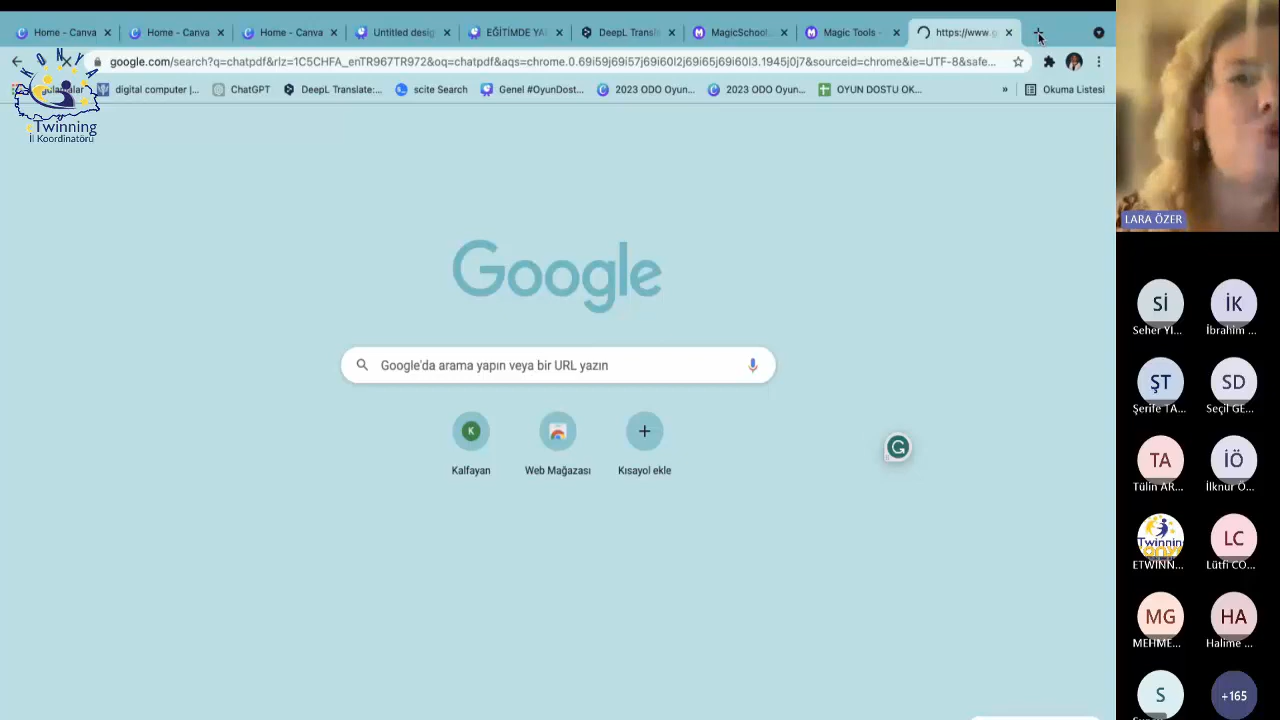 Home - Canva
Home - Canva
Home - Canva
Untitled desig
EĞİTİMDE YA
DeepL Transl
MagicSchool.
Magic Tools -
https://www.g
google.com/search?q=chatpdf&rlz=1C5CHFA_enTR967TR972&oq=chatpdf&aqs=chrome.0.69i59j69i57j69i60l2j69i65j69i60l3.1945j0j7&sourceid=chrome&ie=UTF-8&safe...
digital computer |...
ChatGPT
DeepL Translate:...
scite Search
Genel #OyunDost...
2023 ODO Oyun...
2023 ODO Oyun...
OYUN DOSTU OK...
»
Okuma Listesi
eTwinning
İl Koordinatörü
Google
Google'da arama yapın veya bir URL yazın
K
Kalfayan
Web Mağazası
Kısayol ekle
G
LARA ÖZER
Sİ
İK
Seher YI...
İbrahim ...
ŞT
SD
Şerife TA...
Seçil GE...
TA
İÖ
Tülin AR...
İlknur Ö...
Twinning
LC
ETWINN...
Lütfi CO...
MG
HA
MEHME...
Halime ...
S
+165